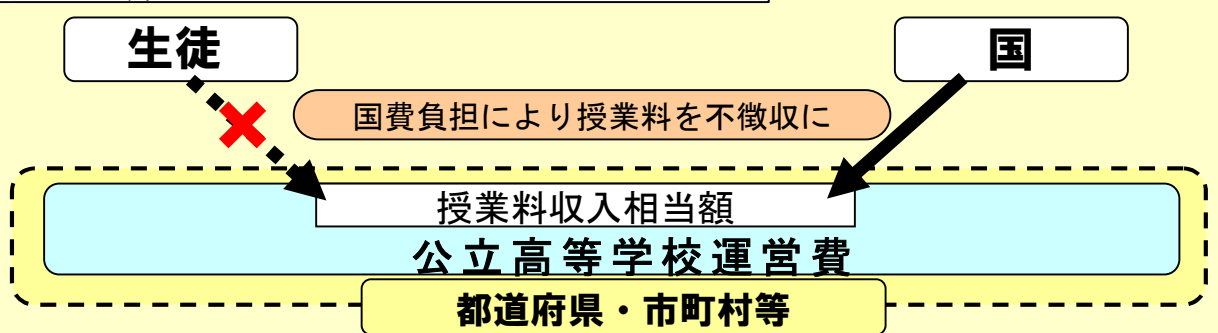 生徒
国
国費負担により授業料を不徴収に
授業料収入相当額
公立高等学校運営費
都道府県・市町村等